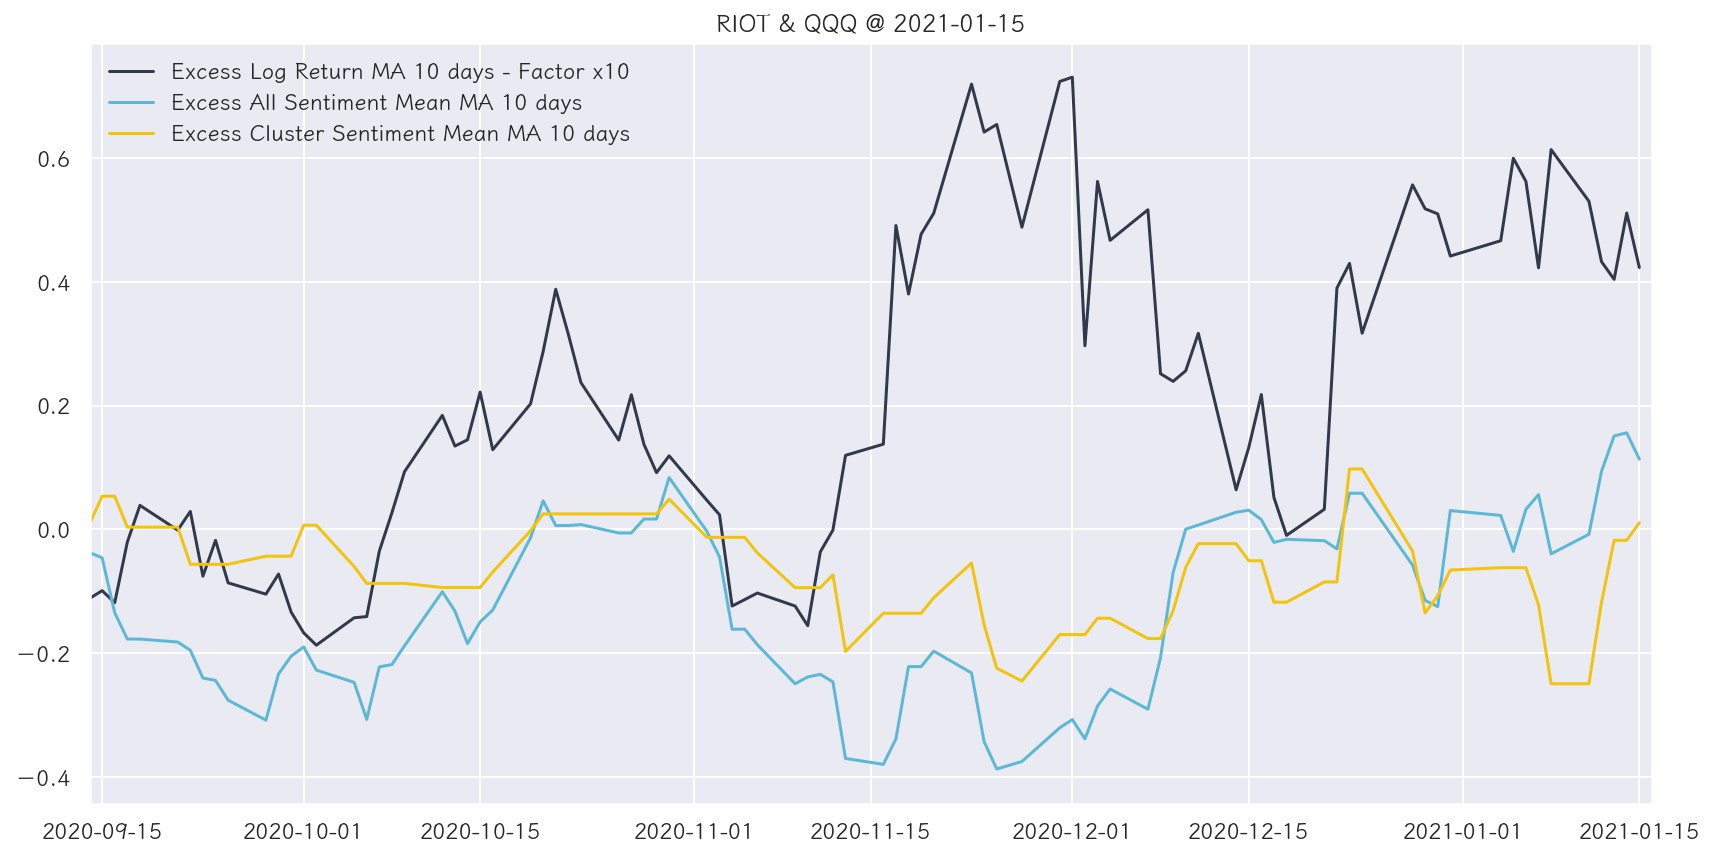 RIOT & QQQ @ 2021-01-15
Excess Log Return MA 10 days - Factor x10
Excess All Sentiment Mean MA 10 days
Excess Cluster Sentiment Mean MA 10 days
0.6
0.4
0.2
0.0
−0.2
−0.4
2020-09-15 2020-10-01 2020-10-15 2020-11-01 2020-11-15 2020-12-01 2020-12-15 2021-01-01 2021-01-15